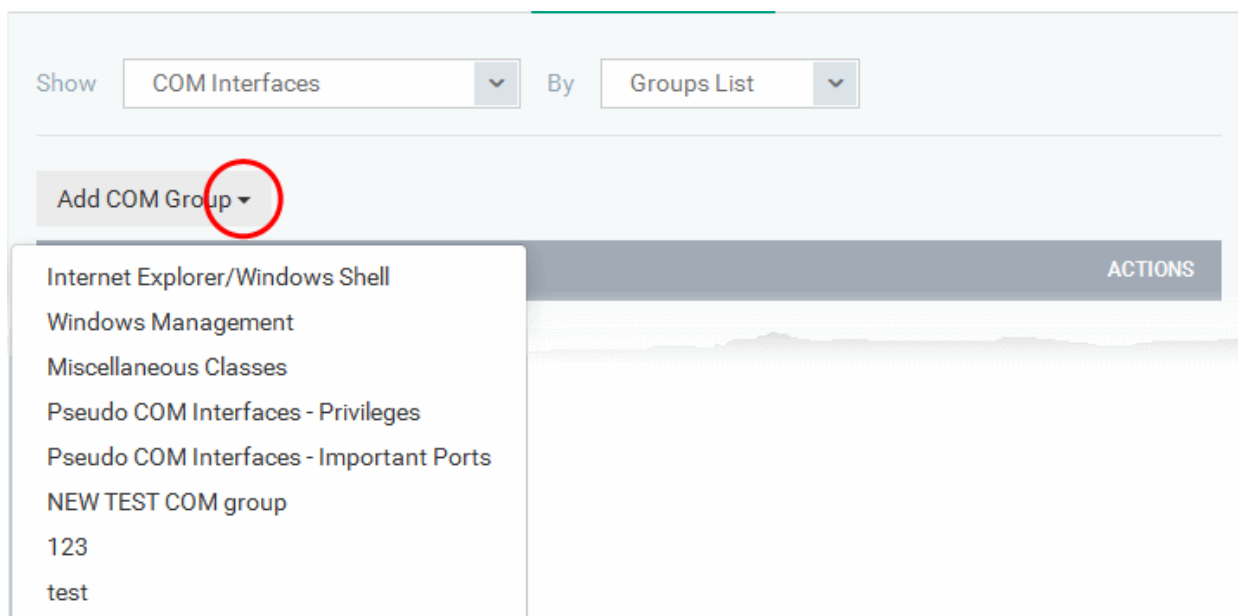 Show COM Interfaces By Groups List
Add COM Group
ACTIONS
Internet Explorer/Windows Shell
Windows Management
Miscellaneous Classes
Pseudo COM Interfaces - Privileges
Pseudo COM Interfaces - Important Ports
NEW TEST COM group
123
test